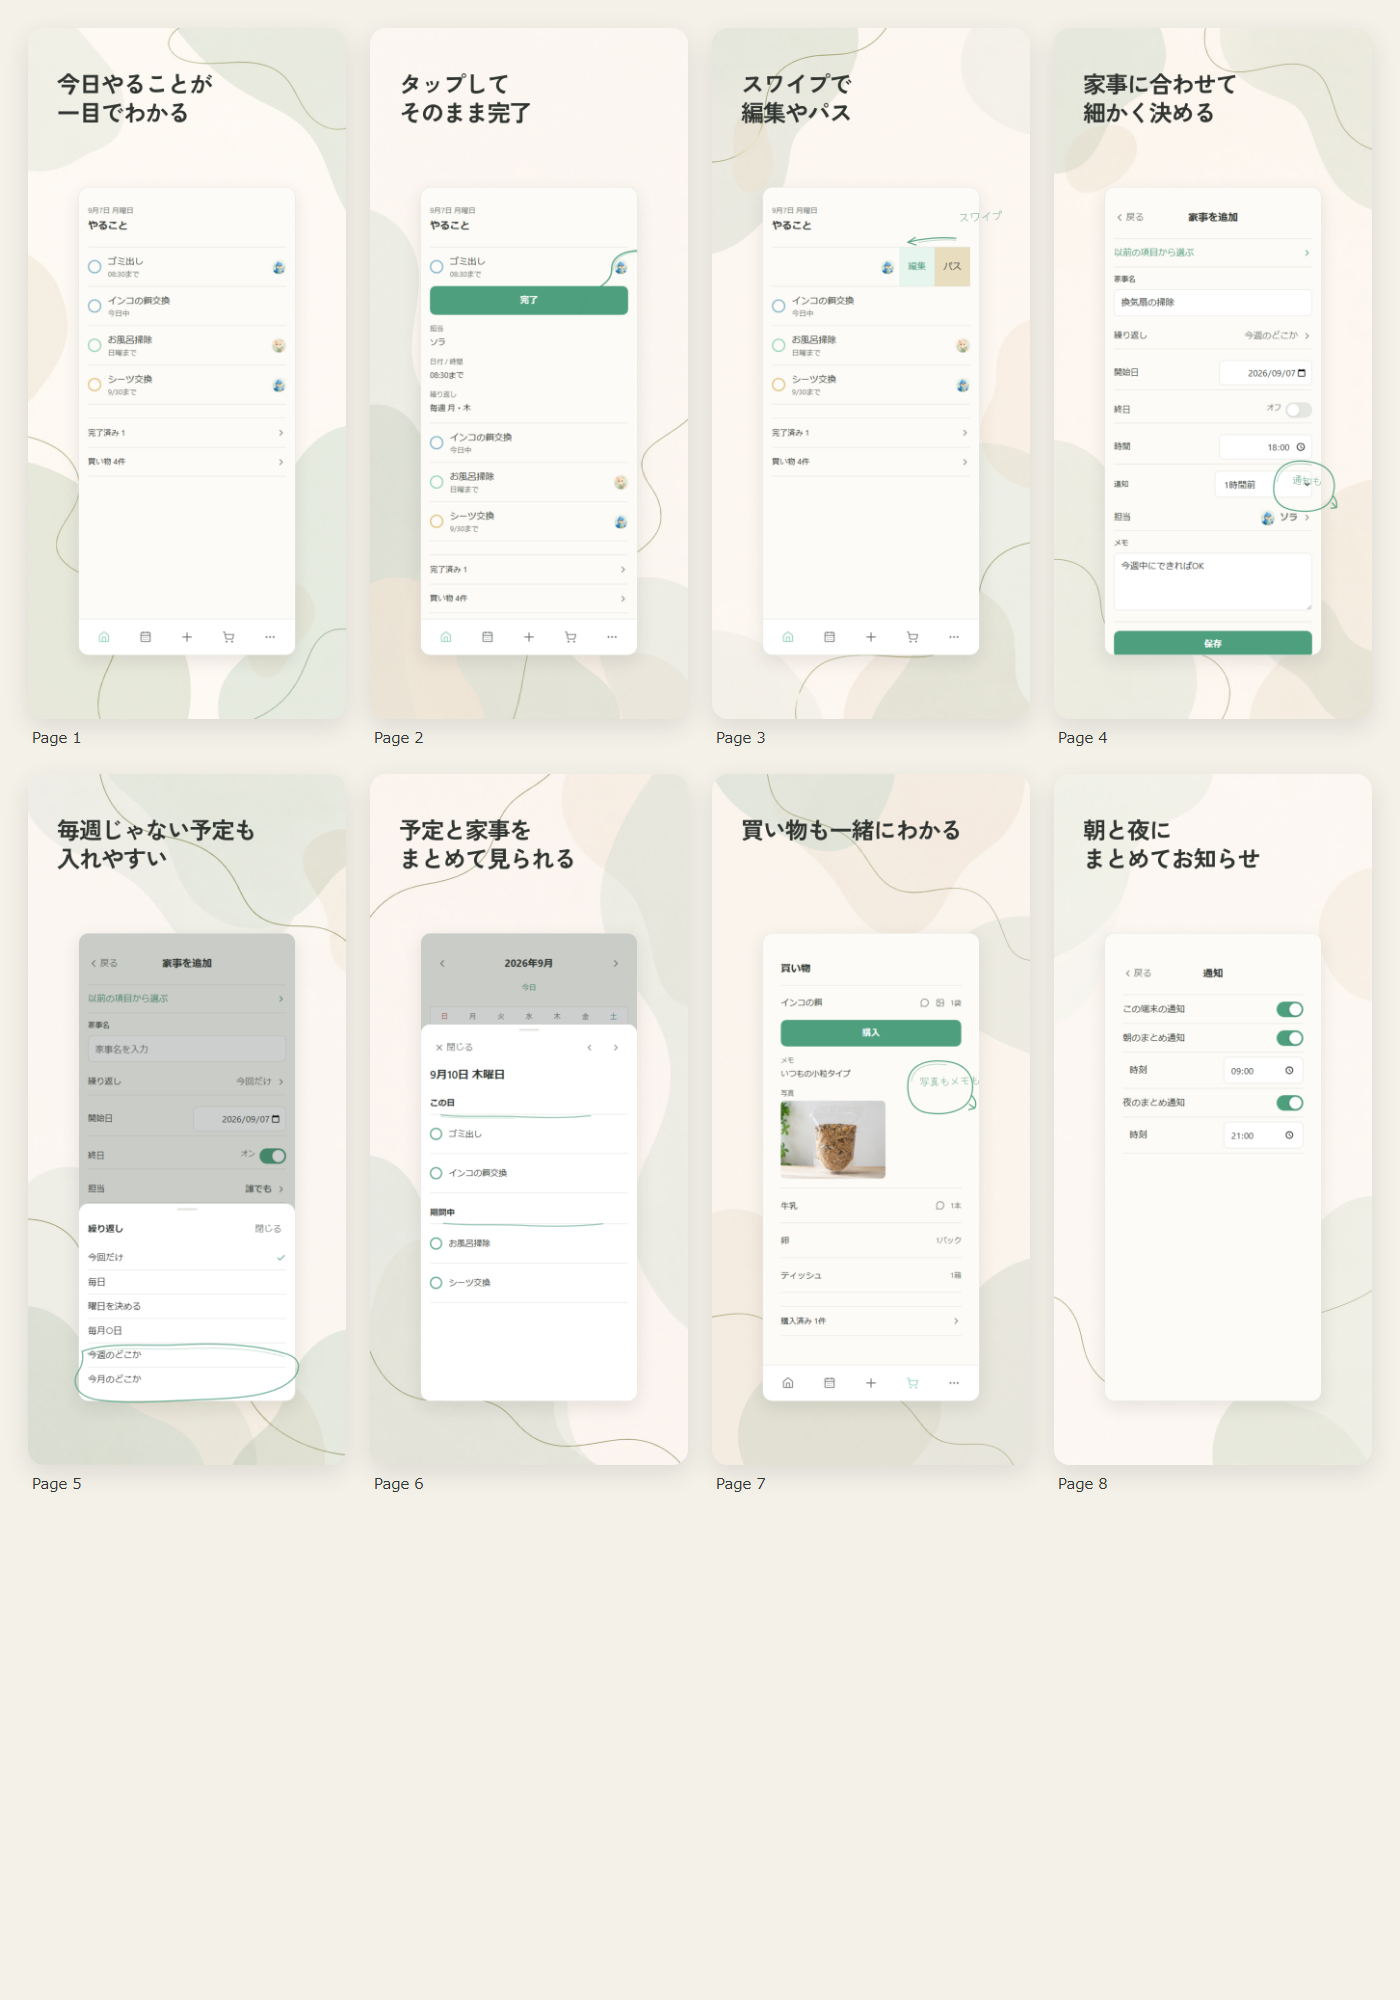 今日やることが
一目でわかる
9月7日 月曜日
やること
ゴミ出し
08:30まで
インコの餌交換
今日中
お風呂掃除
日曜まで
シーツ交換
9/30まで
完了済み 1
買い物 4件
Page 1
タップして
そのまま完了
9月7日 月曜日
やること
ゴミ出し
08:30まで
完了
担当
ソラ
日付 / 時間
08:30まで
繰り返し
毎週 月・木
インコの餌交換
今日中
お風呂掃除
日曜まで
シーツ交換
9/30まで
完了済み 1
買い物 4件
Page 2
スワイプで
編集やパス
9月7日 月曜日
やること
スワイプ
編集 パス
インコの餌交換
今日中
お風呂掃除
日曜まで
シーツ交換
9/30まで
完了済み 1
買い物 4件
Page 3
家事に合わせて
細かく決める
戻る 家事を追加
以前の項目から選ぶ
家事名
換気扇の掃除
繰り返し 今週のどこか
開始日 2026/09/07
終日 オフ
時間 18:00
通知 1時間前 通知も
担当 ソラ
メモ
今週中にできればOK
保存
Page 4
毎週じゃない予定も
入れやすい
戻る 家事を追加
以前の項目から選ぶ
家事名
家事名を入力
繰り返し 今回だけ
開始日 2026/09/07
終日 オン
担当 誰でも
繰り返し 閉じる
今回だけ
毎日
曜日を決める
毎月○日
今週のどこか
今月のどこか
Page 5
予定と家事を
まとめて見られる
2026年9月
今日
日 月 火 水 木 金 土
閉じる
9月10日 木曜日
この日
ゴミ出し
インコの餌交換
期間中
お風呂掃除
シーツ交換
Page 6
買い物も一緒にわかる
買い物
インコの餌 1袋
購入
メモ
いつもの小粒タイプ
写真もメモも
写真
牛乳 1本
卵 1パック
ティッシュ 1箱
購入済み 1件
Page 7
朝と夜に
まとめてお知らせ
戻る 通知
この端末の通知
朝のまとめ通知
時刻 09:00
夜のまとめ通知
時刻 21:00
Page 8